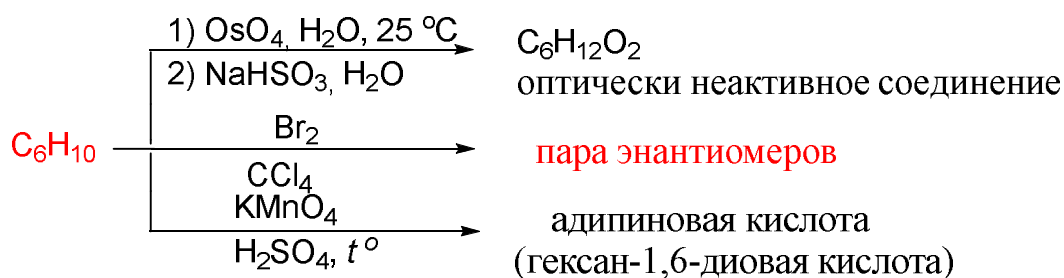 1) OsO4, H2O, 25 °C
2) NaHSO3, H2O
C6H12O2
оптически неактивное соединение
C6H10
Br2
CCl4
пара энантиомеров
KMnO4
H2SO4, t°
адипиновая кислота
(гексан-1,6-диовая кислота)